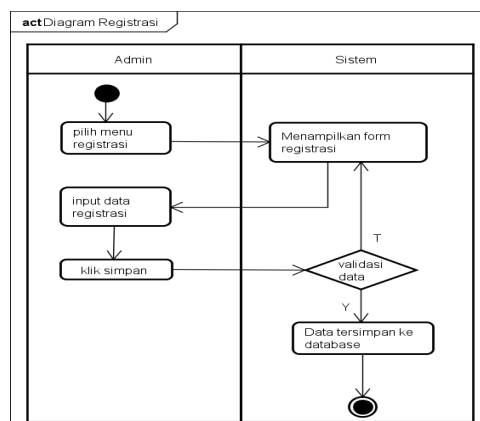 act Diagram Registrasi
Admin
Sistem
pilih menu
registrasi
Menampilkan form
registrasi
input data
registrasi
klik simpan
T
validasi
data
Y
Data tersimpan ke
database